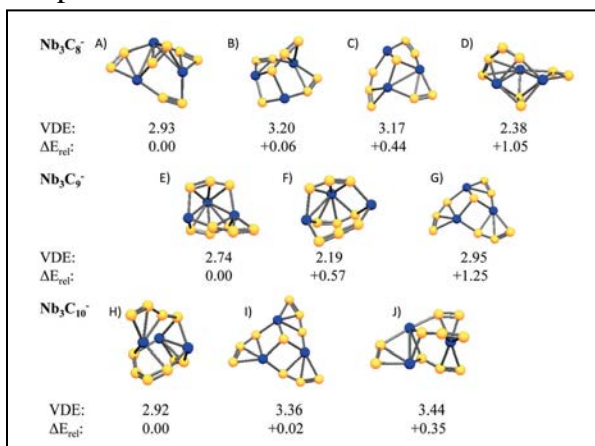 Nb₃C₈⁻ A) B) C) D)
VDE: 2.93 3.20 3.17 2.38
ΔErel: 0.00 +0.06 +0.44 +1.05
Nb₃C₉⁻ E) F) G)
VDE: 2.74 2.19 2.95
ΔErel: 0.00 +0.57 +1.25
Nb₃C₁₀⁻ H) I) J)
VDE: 2.92 3.36 3.44
ΔErel: 0.00 +0.02 +0.35